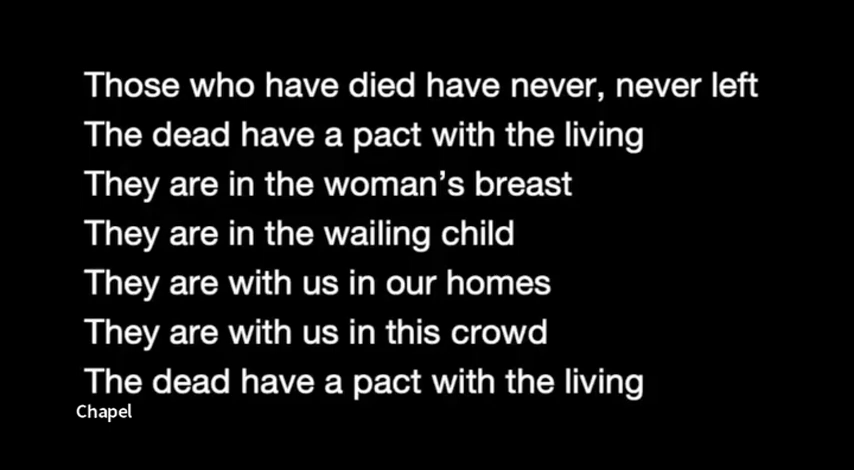 Those who have died have never, never left
The dead have a pact with the living
They are in the woman’s breast
They are in the wailing child
They are with us in our homes
They are with us in this crowd
The dead have a pact with the living
Chapel